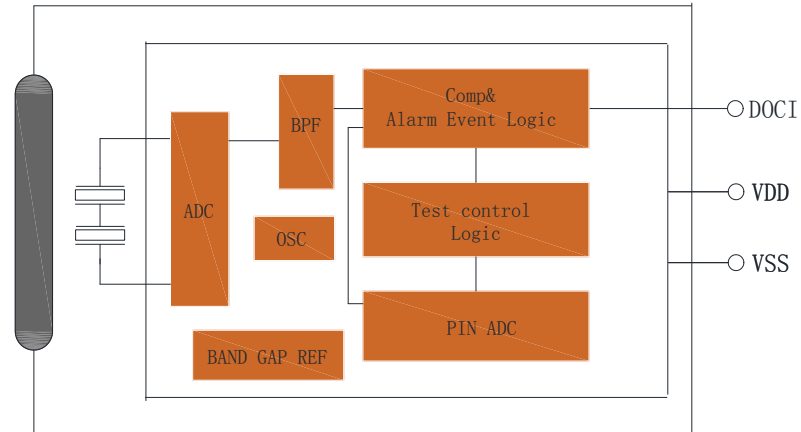 Comp&
Alarm Event Logic
BPF
DOCI
ADC
Test control
Logic
VDD
OSC
VSS
PIN ADC
BAND GAP REF